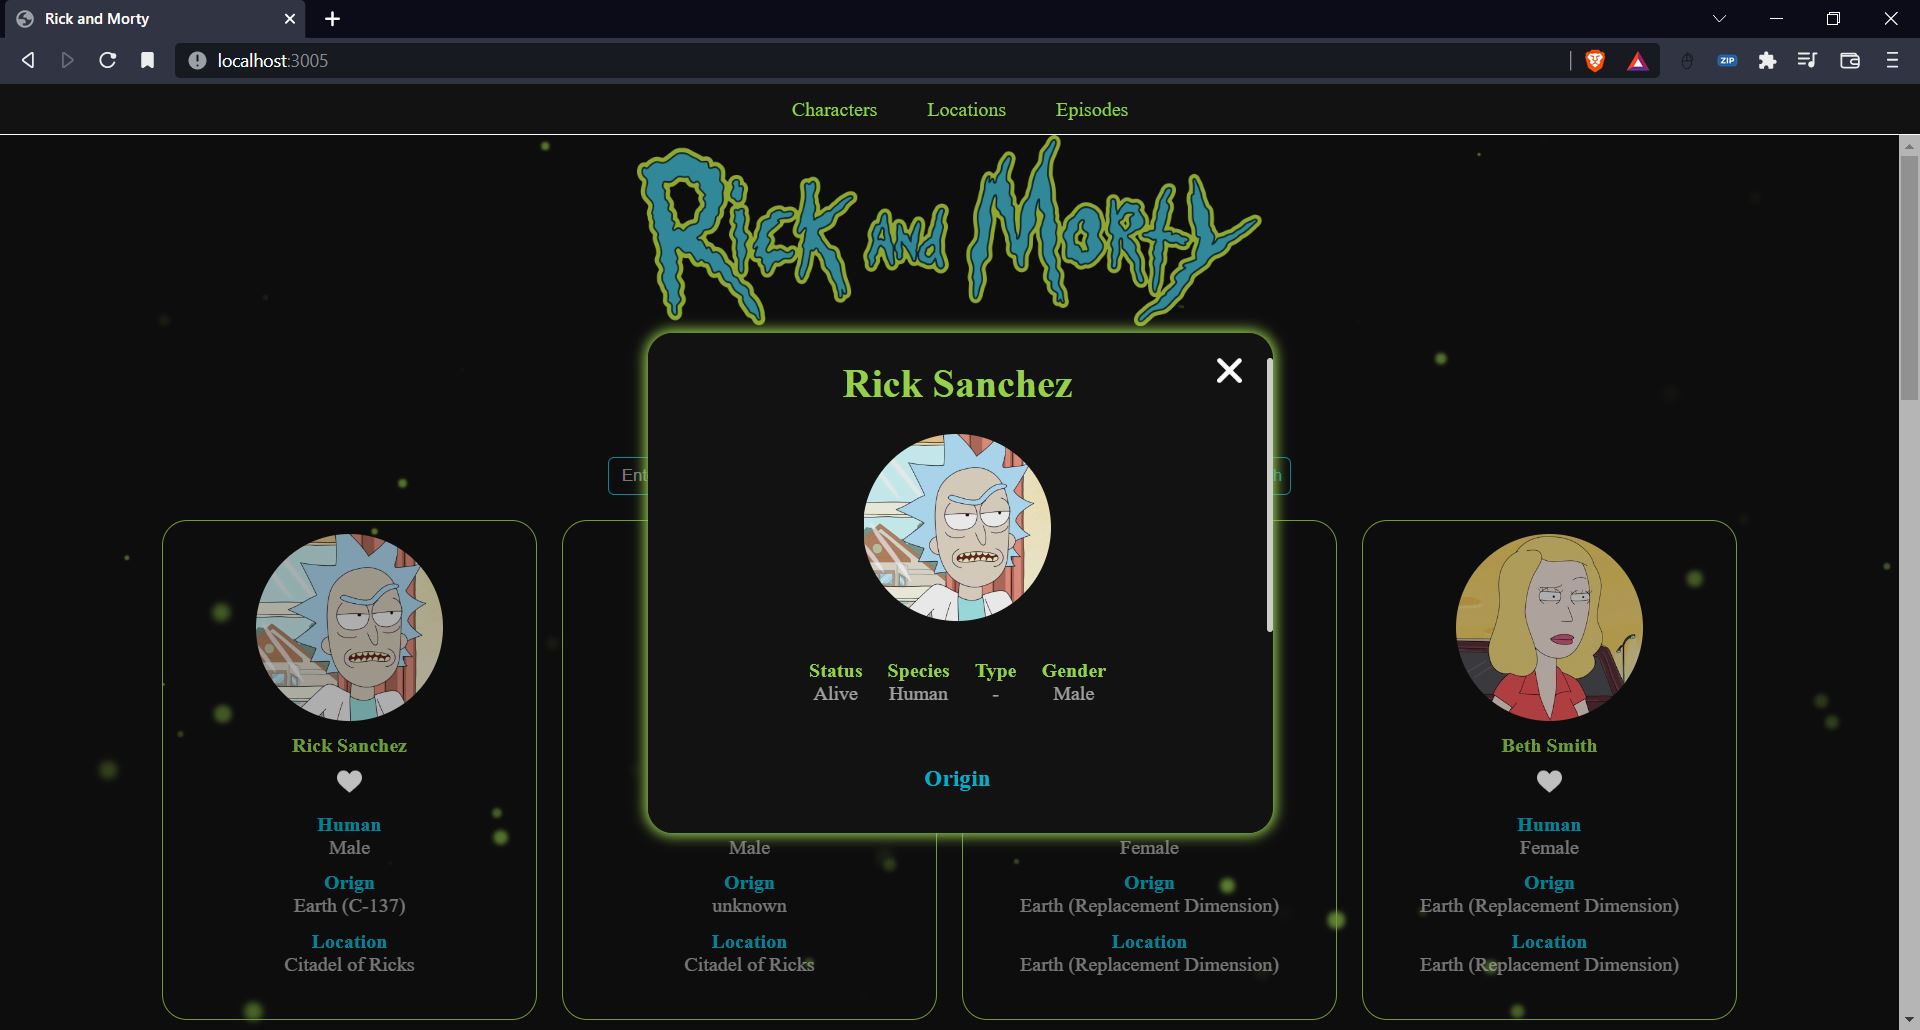 Rick and Morty
localhost:3005
ZIP
Characters Locations Episodes
Rick and Morty
Rick Sanchez
Status Species Type Gender
Alive Human - Male
Origin
Rick Sanchez
Human
Male
Orign
Earth (C-137)
Location
Citadel of Ricks
Male
Orign
unknown
Location
Citadel of Ricks
Female
Orign
Earth (Replacement Dimension)
Location
Earth (Replacement Dimension)
Beth Smith
Human
Female
Orign
Earth (Replacement Dimension)
Location
Earth (Replacement Dimension)